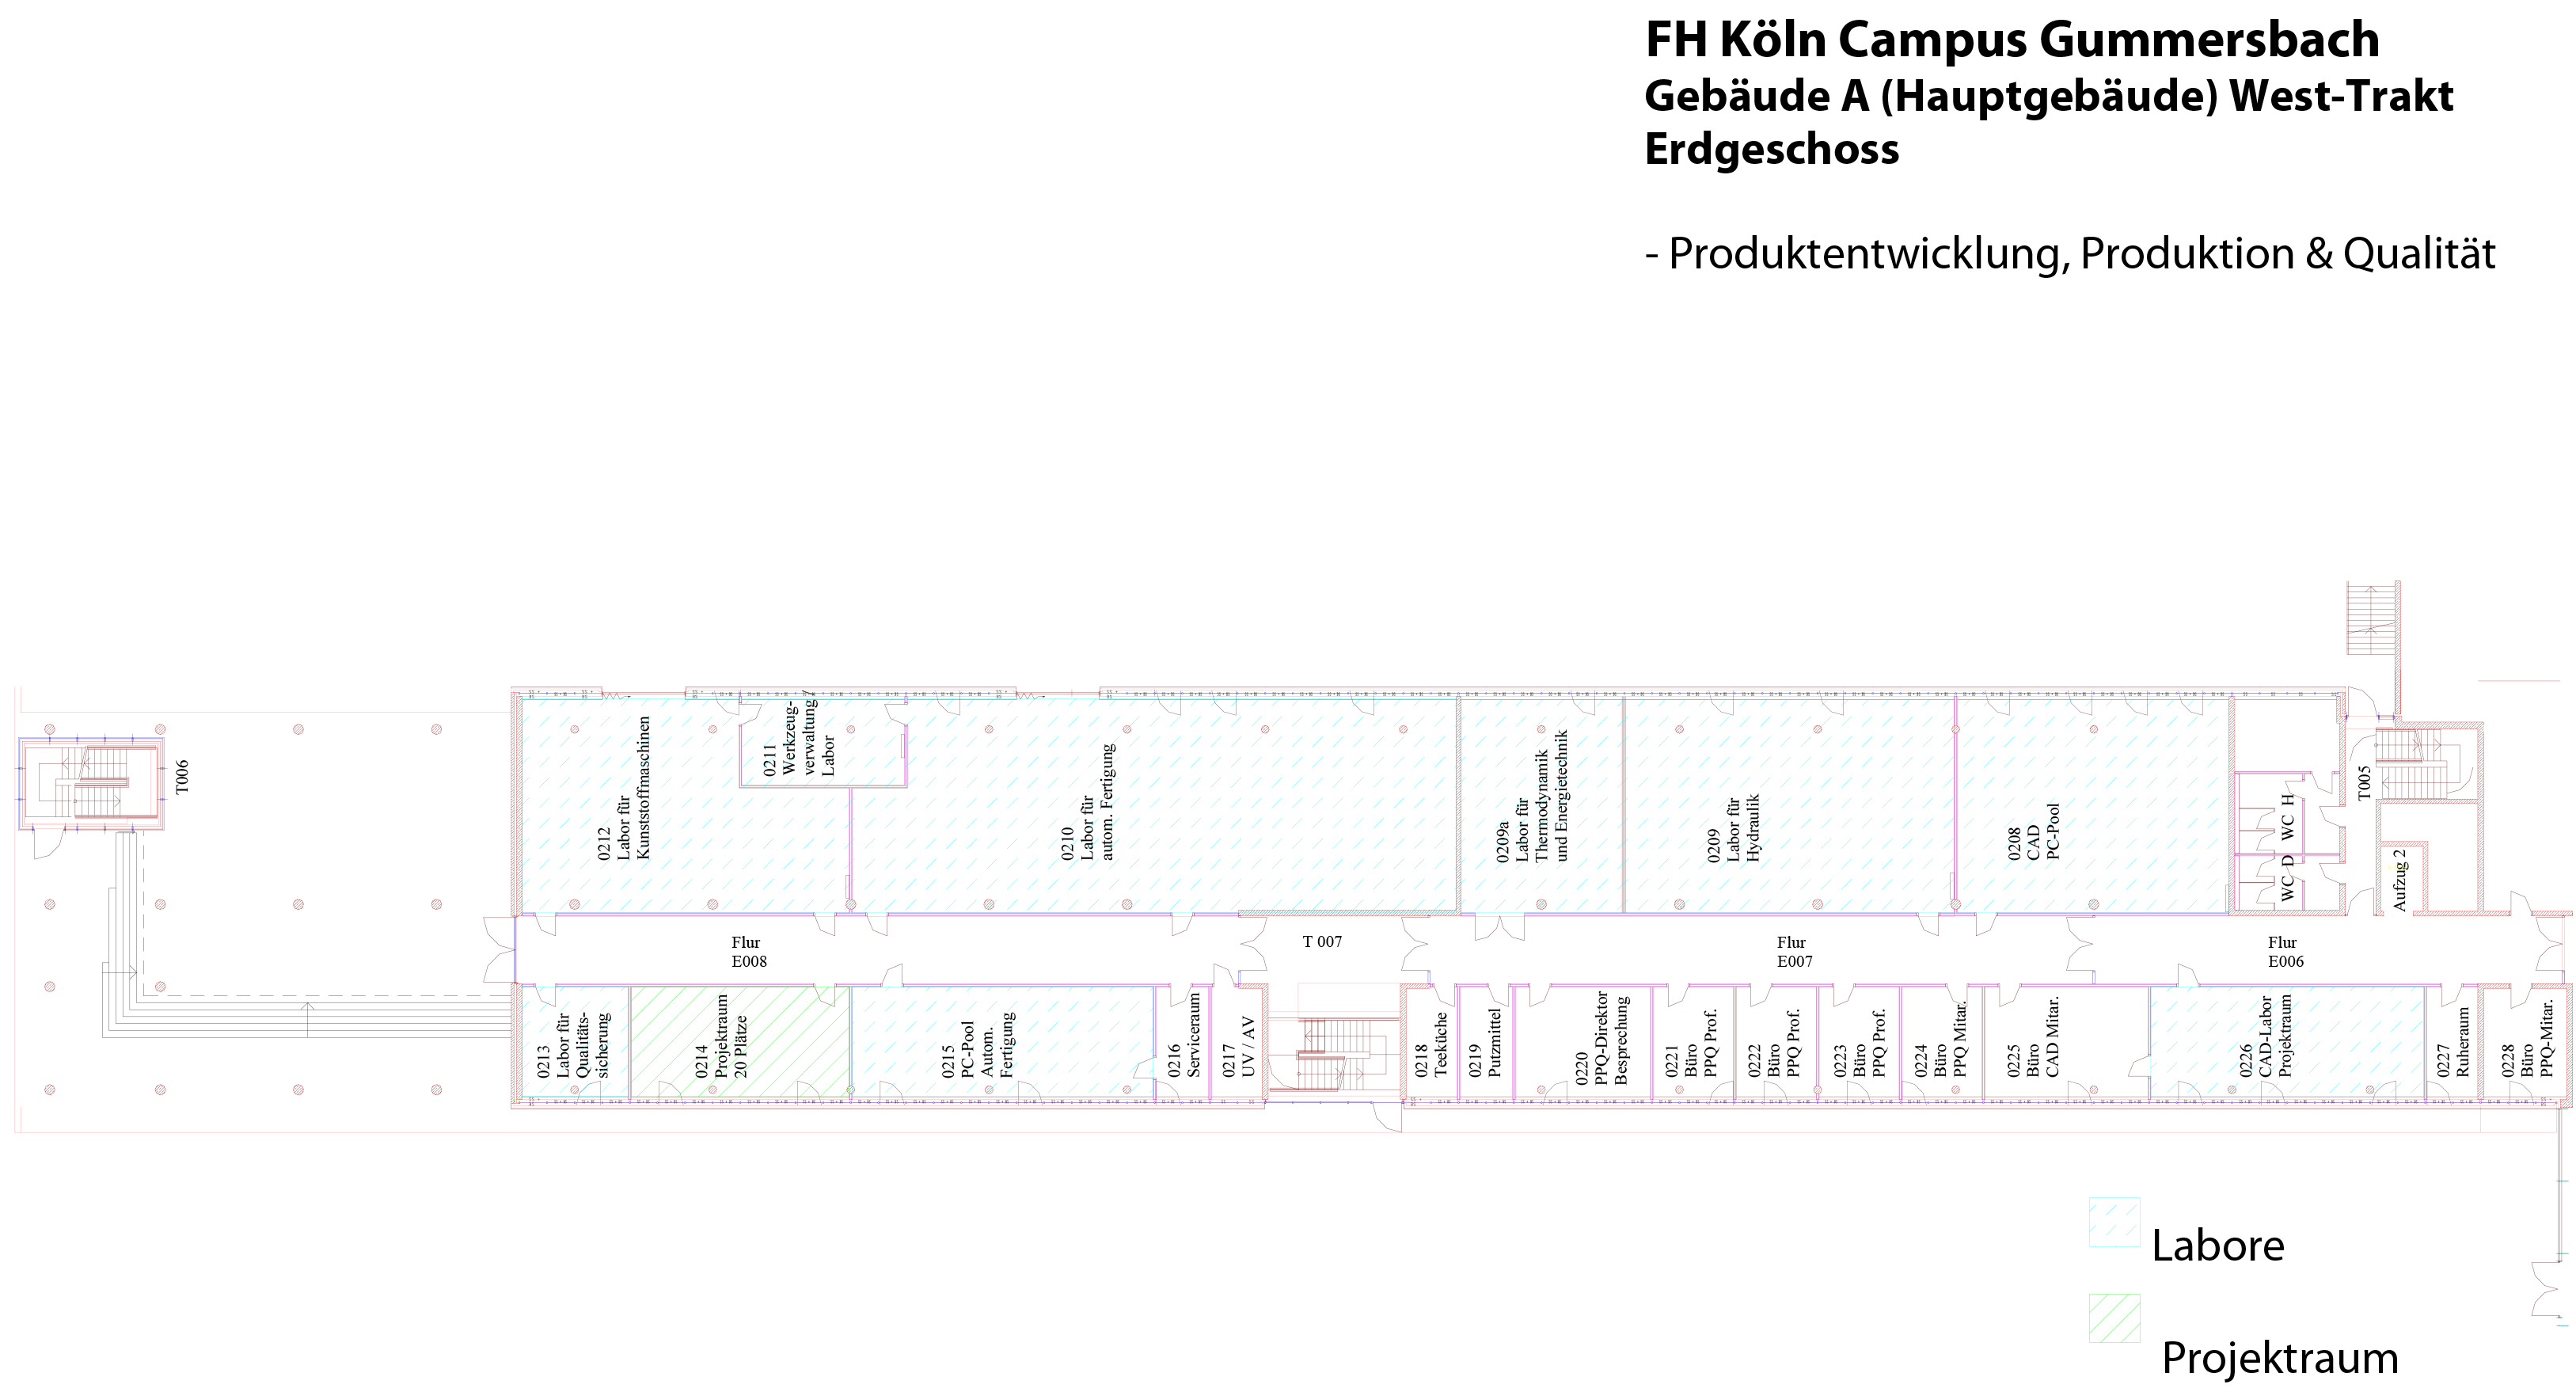 FH Köln Campus Gummersbach
Gebäude A (Hauptgebäude) West-Trakt
Erdgeschoss
- Produktentwicklung, Produktion & Qualität
T006
0212
Labor für
Kunststoffmaschinen
0211
Werkzeug-
verwaltung /
Labor
0210
Labor für
autom. Fertigung
0209a
Labor für
Thermodynamik
und Energietechnik
0209
Labor für
Hydraulik
0208
CAD
PC-Pool
WC H
WC D
T005
Aufzug 2
Flur
E008
T 007
Flur
E007
Flur
E006
0213
Labor für
Qualitäts-
sicherung
0214
Projektraum
20 Plätze
0215
PC-Pool
Autom.
Fertigung
0216
Serviceraum
0217
UV / AV
0218
Teeküche
0219
Putzmittel
0220
PPQ-Direktor
Besprechung
0221
Büro
PPQ Prof.
0222
Büro
PPQ Prof.
0223
Büro
PPQ Prof.
0224
Büro
PPQ Mitar.
0225
Büro
CAD Mitar.
0226
CAD-Labor
Projektraum
0227
Ruheraum
0228
Büro
PPQ-Mitar.
Labore
Projektraum